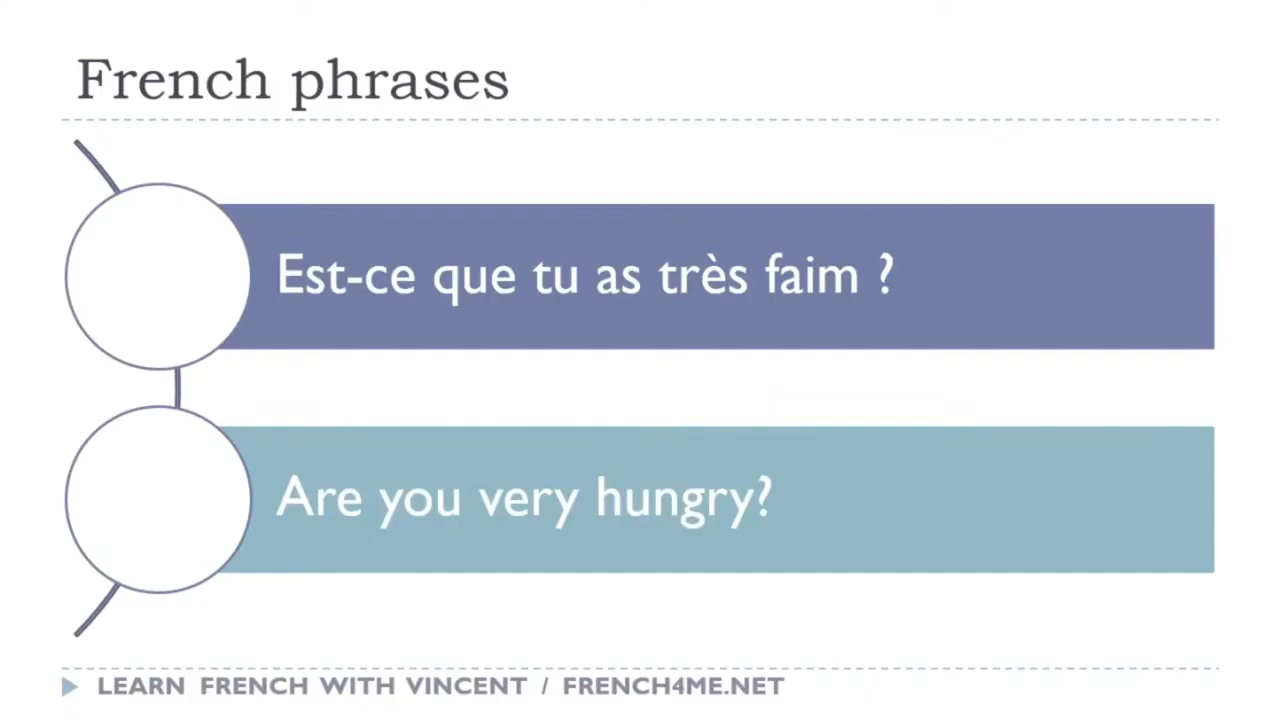 French phrases
Est-ce que tu as très faim ?
Are you very hungry?
LEARN FRENCH WITH VINCENT / FRENCH4ME.NET